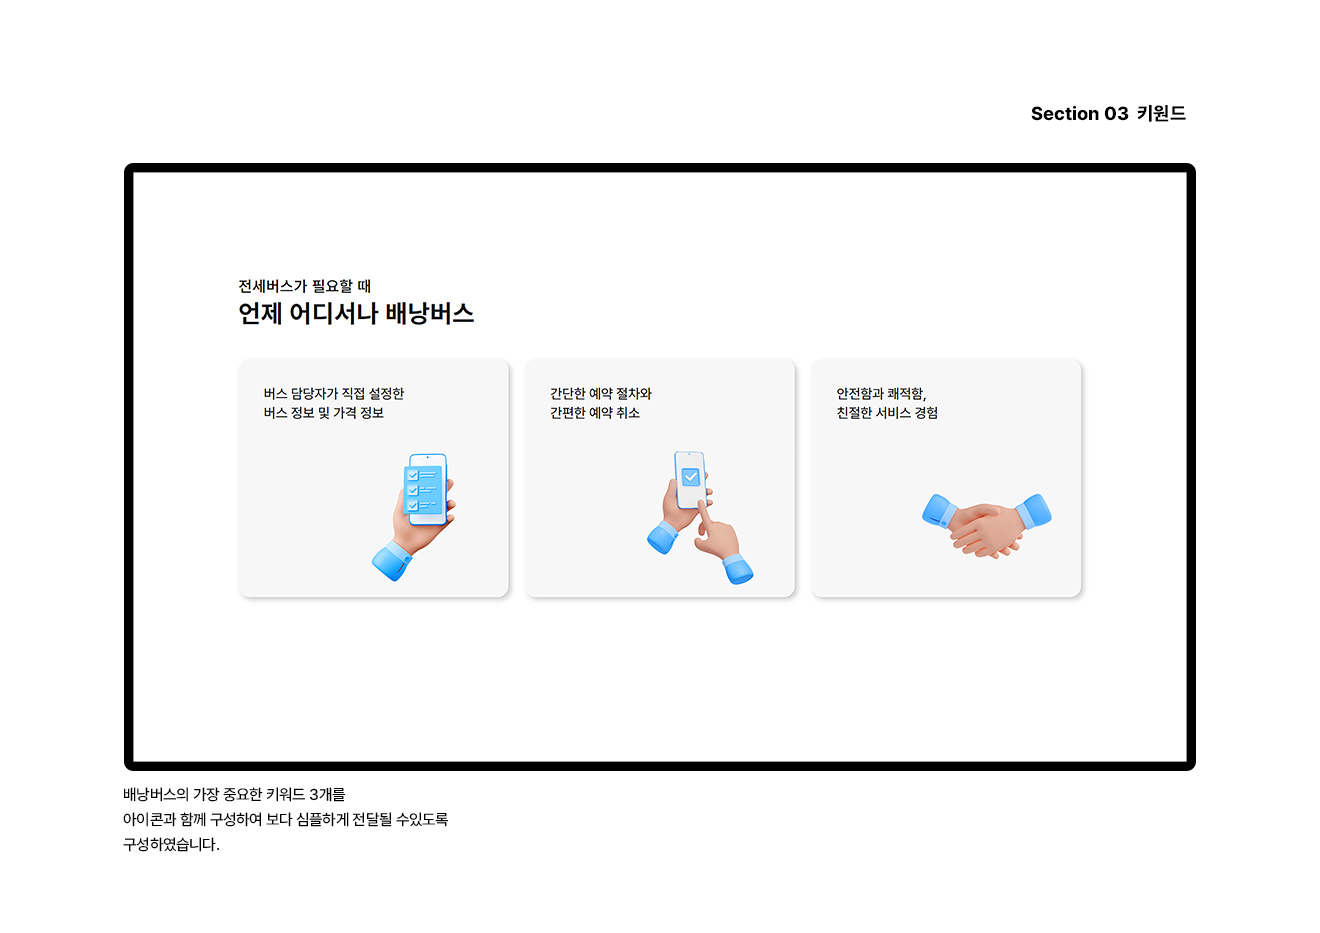 Section 03 키원드
전세버스가 필요할 때
언제 어디서나 배낭버스
버스 담당자가 직접 설정한
버스 정보 및 가격 정보
간단한 예약 절차와
간편한 예약 취소
안전함과 쾌적함,
친절한 서비스 경험
배낭버스의 가장 중요한 키워드 3개를
아이콘과 함께 구성하여 보다 심플하게 전달될 수있도록
구성하였습니다.